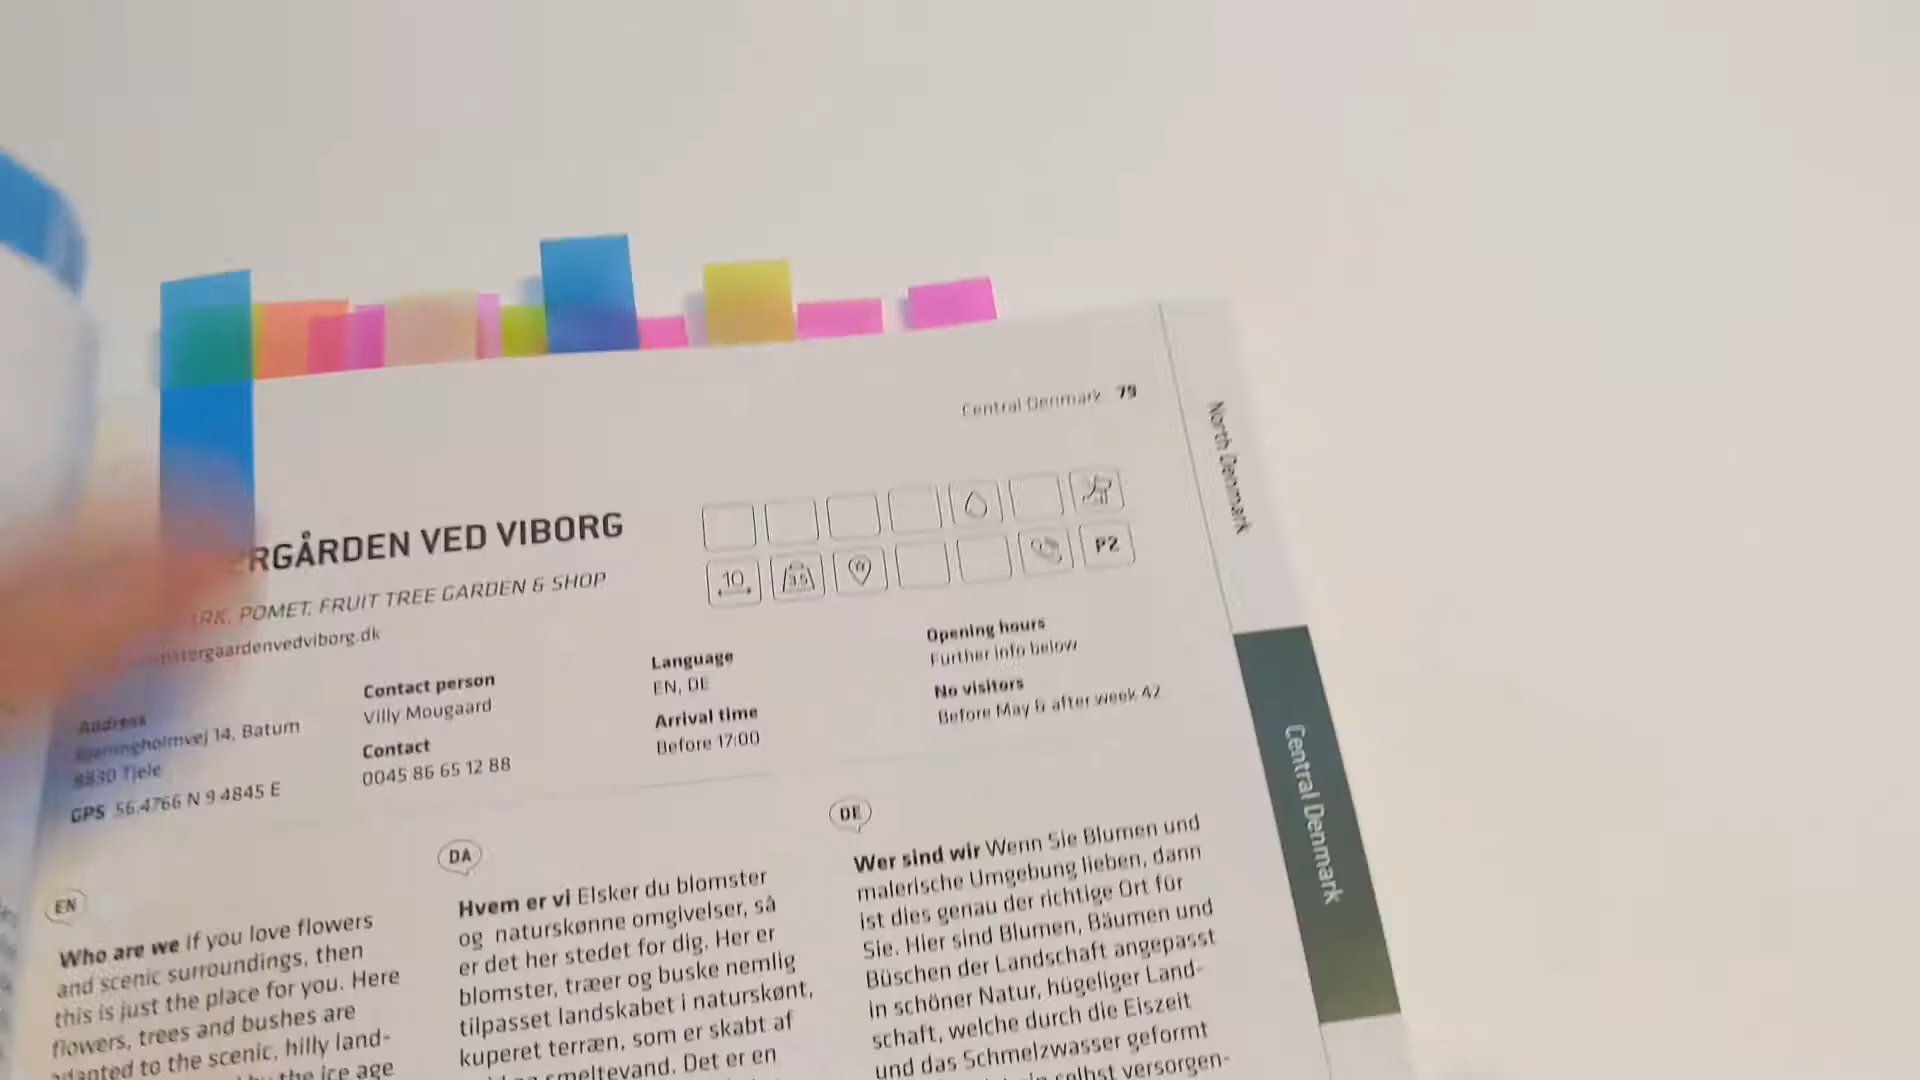 Central Denmark 79
North Denmark
RGÅRDEN VED VIBORG
RK, POMET, FRUIT TREE GARDEN & SHOP
stergaardenvedviborg.dk
10
3.5
P2
Address
14, Batum
8830 Tjele
GPS 56.4766 N 9.4845 E
Contact person
Villy Mougaard
Contact
0045 86 65 12 88
Language
EN, DE
Arrival time
Before 17:00
Opening hours
Further info below
No visitors
Before May & after week 42
Central Denmark
EN
Who are we If you love flowers
and scenic surroundings, then
this is just the place for you. Here
flowers, trees and bushes are
adapted to the scenic, hilly land-
the ice age
DA
Hvem er vi Elsker du blomster
og naturskønne omgivelser, så
er det her stedet for dig. Her er
blomster, træer og buske nemlig
tilpasset landskabet i naturskønt,
kuperet terræn, som er skabt af
smeltevand. Det er en
DE
Wer sind wir Wenn Sie Blumen und
malerische Umgebung lieben, dann
ist dies genau der richtige Ort für
Sie. Hier sind Blumen, Bäumen und
Büschen der Landschaft angepasst
in schöner Natur, hügeliger Land-
schaft, welche durch die Eiszeit
und das Schmelzwasser geformt
selbst versorgen-